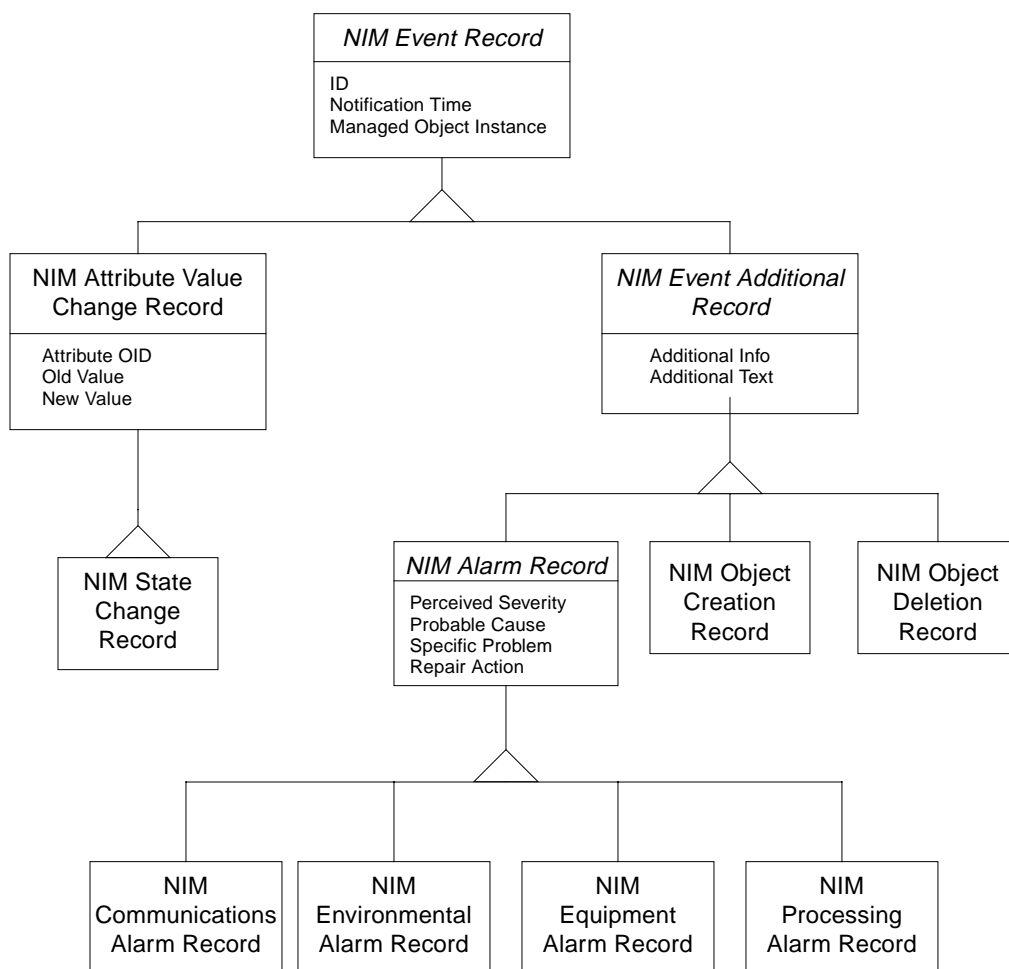 NIM Event Record
ID
Notification Time
Managed Object Instance
NIM Attribute Value
Change Record
Attribute OID
Old Value
New Value
NIM Event Additional
Record
Additional Info
Additional Text
NIM State
Change
Record
NIM Alarm Record
Perceived Severity
Probable Cause
Specific Problem
Repair Action
NIM Object
Creation
Record
NIM Object
Deletion
Record
NIM
Communications
Alarm Record
NIM
Environmental
Alarm Record
NIM
Equipment
Alarm Record
NIM
Processing
Alarm Record